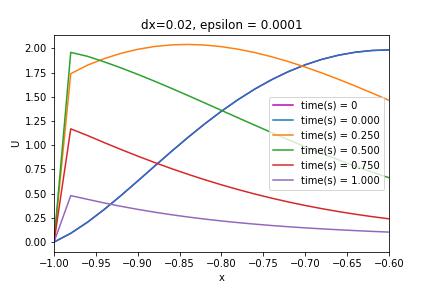 dx=0.02, epsilon = 0.0001
2.00
1.75
1.50
1.25
1.00
0.75
0.50
0.25
0.00
U
time(s) = 0
time(s) = 0.000
time(s) = 0.250
time(s) = 0.500
time(s) = 0.750
time(s) = 1.000
−1.00 −0.95 −0.90 −0.85 −0.80 −0.75 −0.70 −0.65 −0.60
x